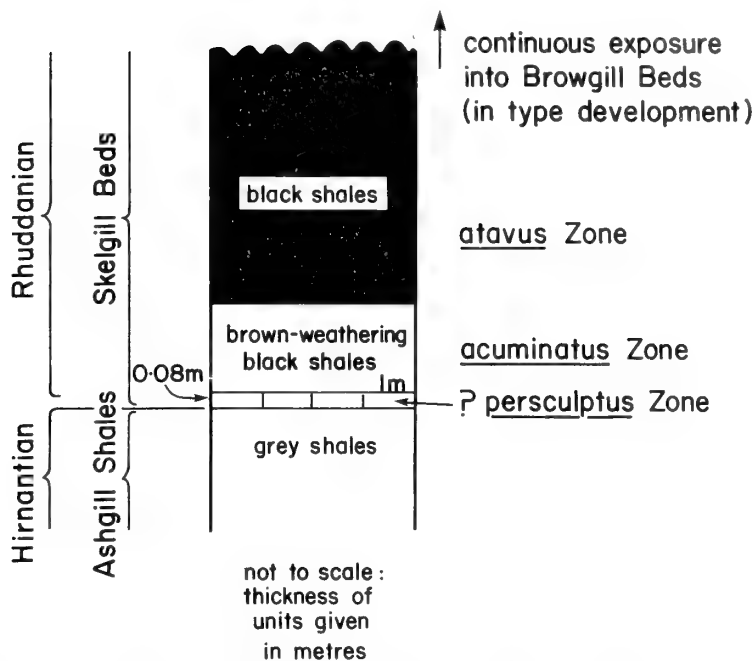 continuous exposure
into Browgill Beds
(in type development)
Rhuddanian
Skelgill Beds
black shales
atavus Zone
brown-weathering
black shales
acuminatus Zone
0·08m
1m
? persculptus Zone
Hirnantian
Ashgill Shales
grey shales
not to scale:
thickness of
units given
in metres